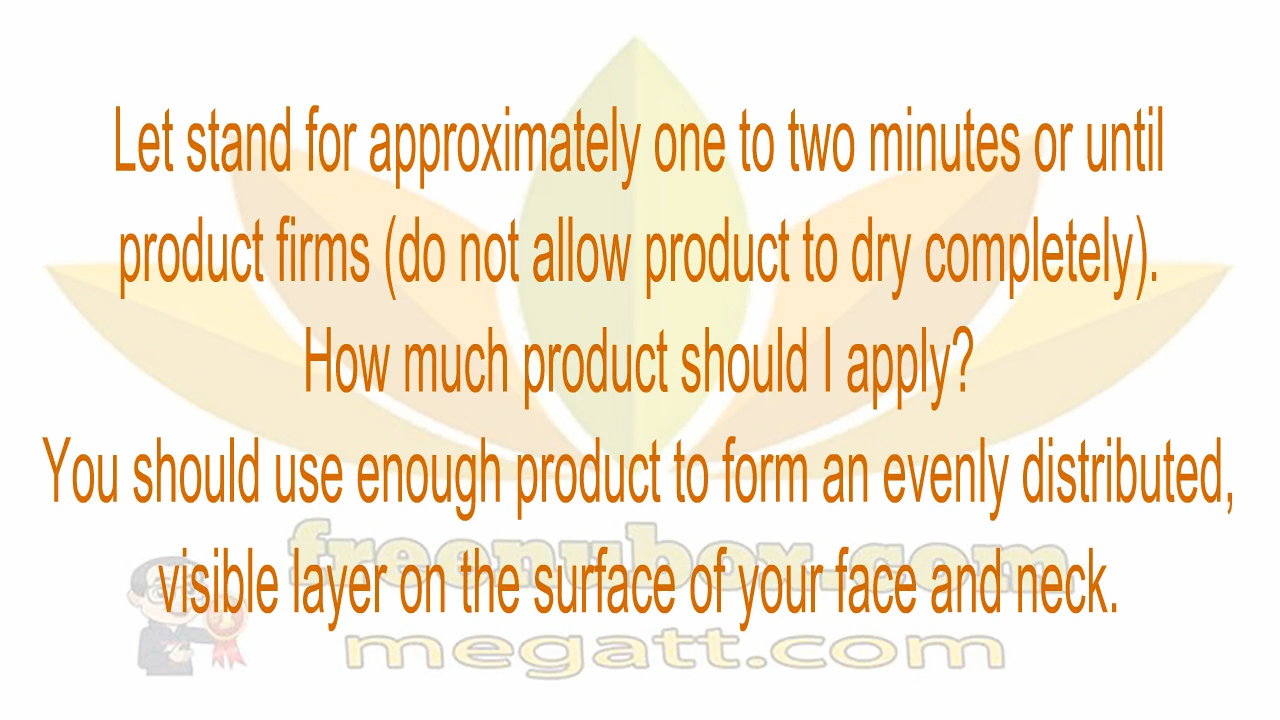 Let stand for approximately one to two minutes or until
product firms (do not allow product to dry completely).
How much product should I apply?
You should use enough product to form an evenly distributed,
visible layer on the surface of your face and neck.
freenubox.com
megatt.com